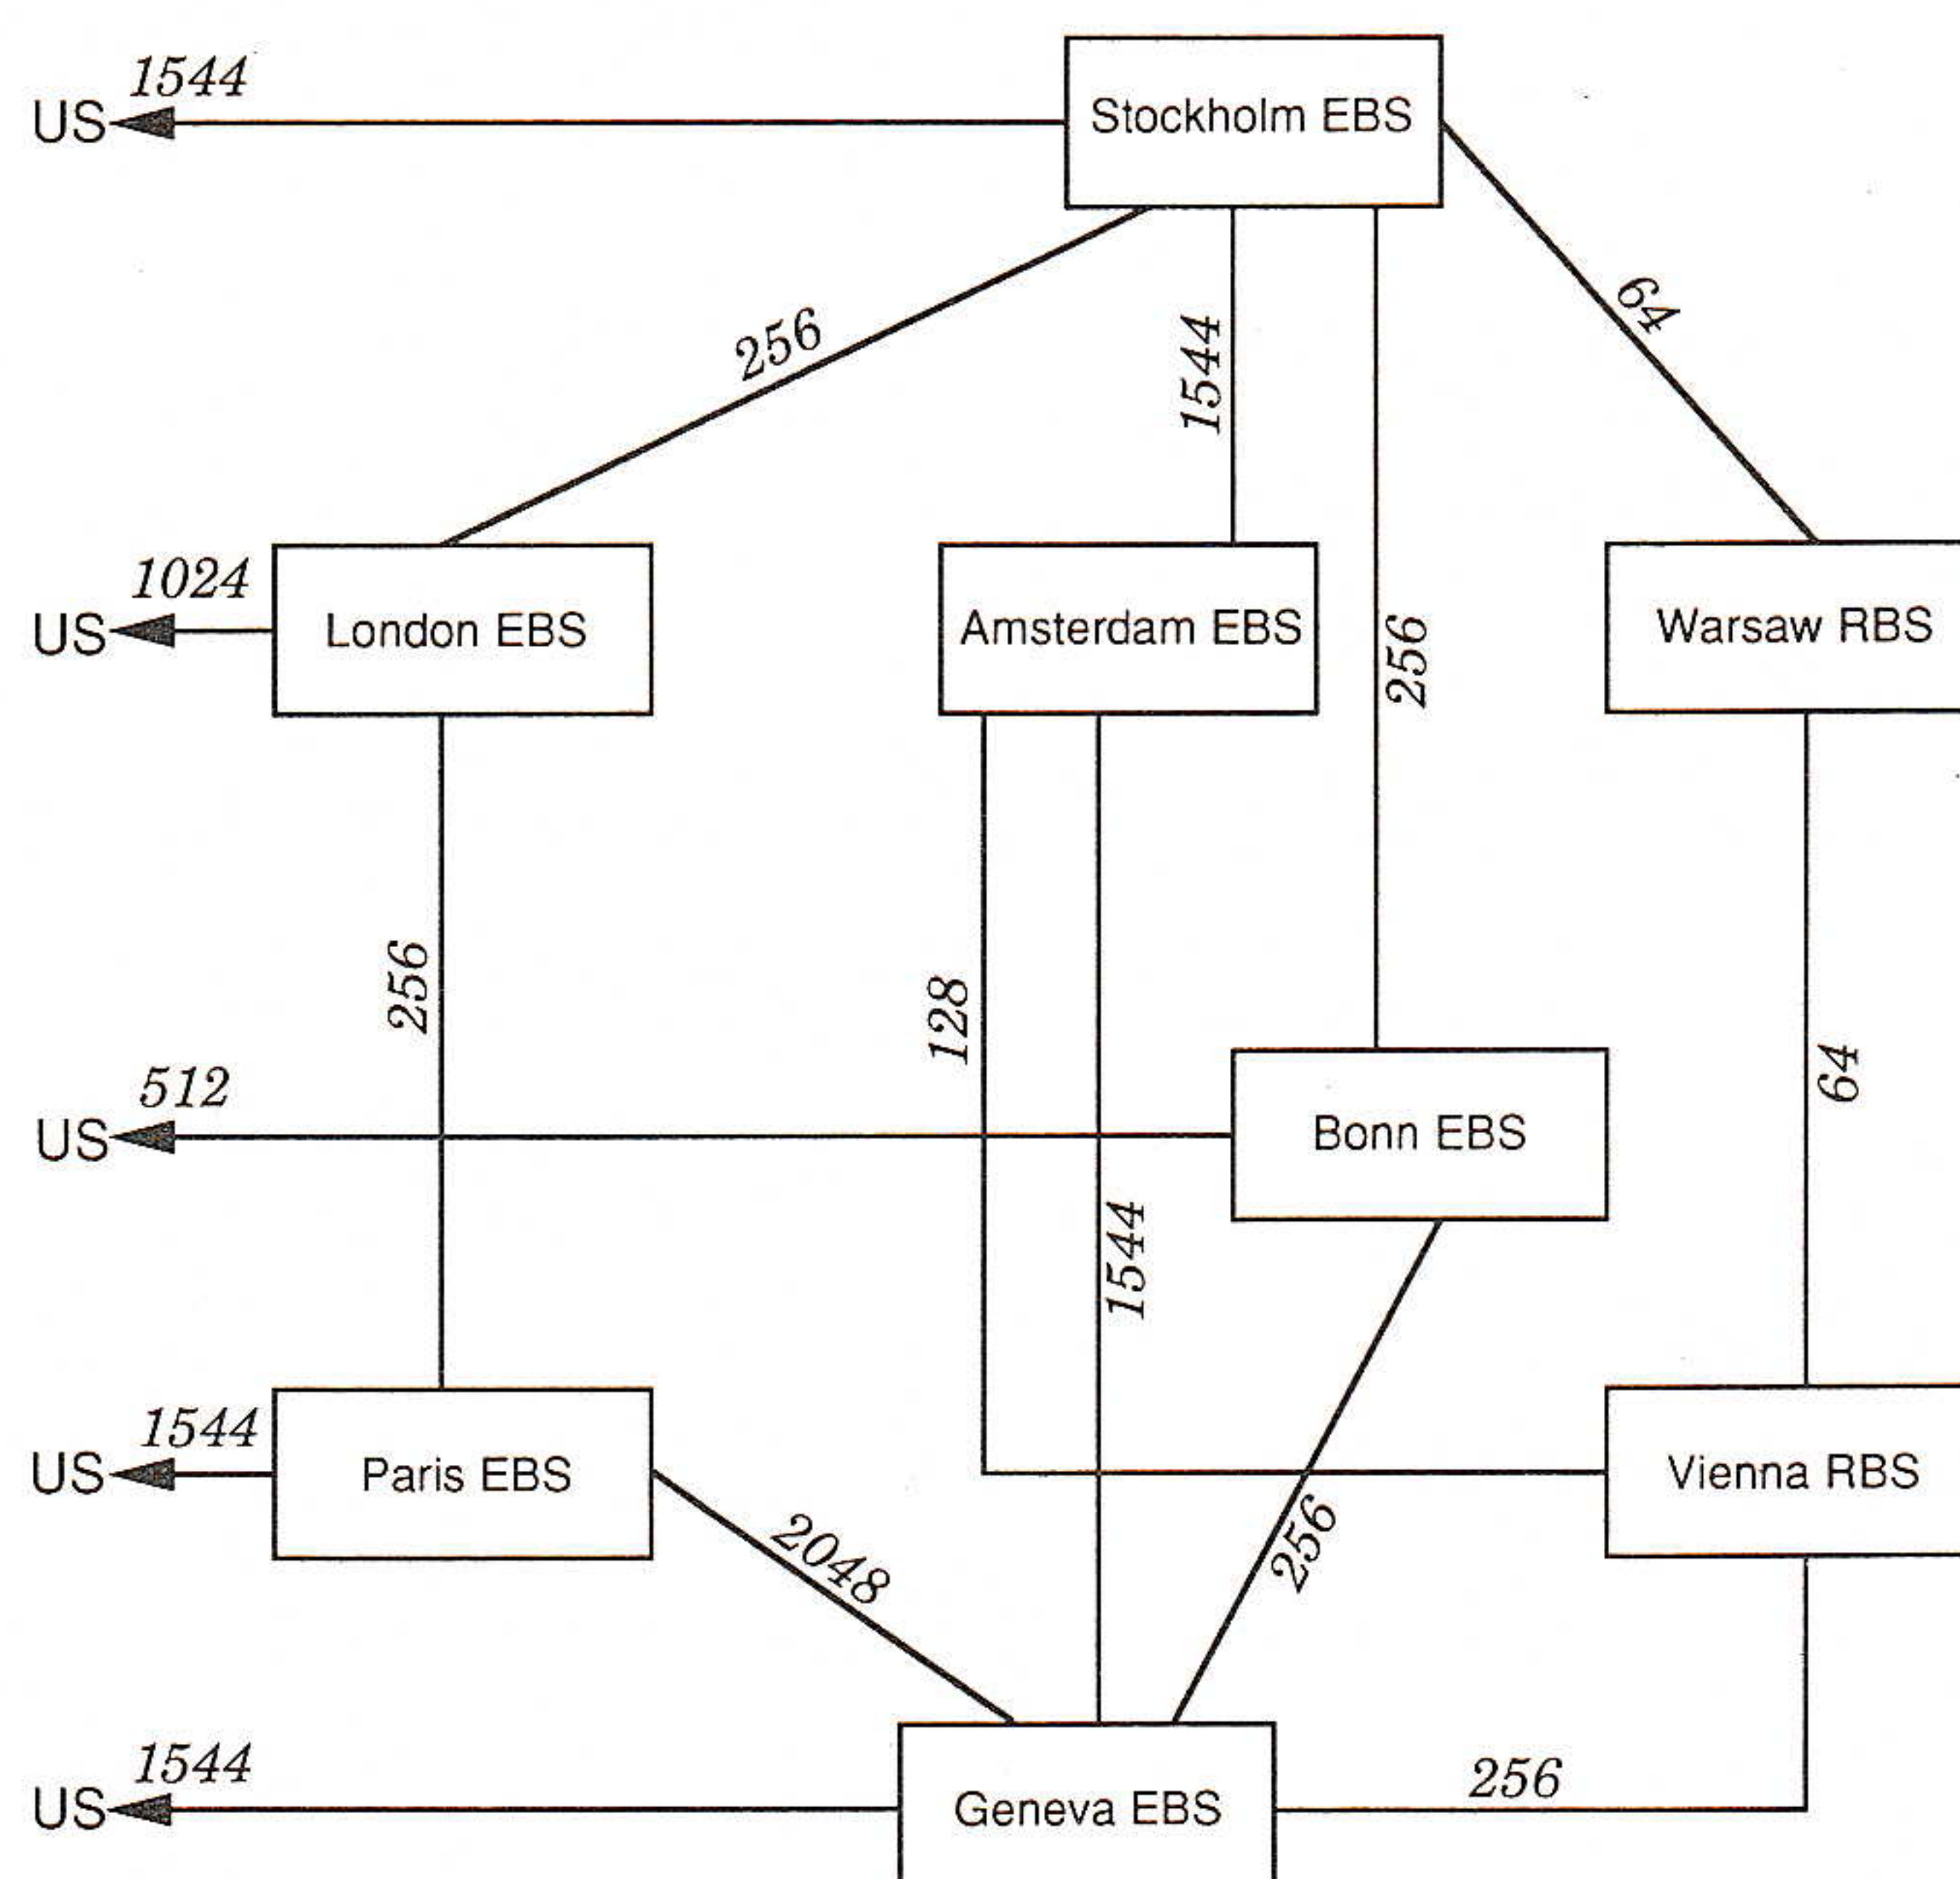 1544
US
Stockholm EBS
256
1544
64
1024
US
London EBS
Amsterdam EBS
256
Warsaw RBS
256
128
512
US
Bonn EBS
64
1544
1544
US
Paris EBS
2048
256
Vienna RBS
1544
US
Geneva EBS
256